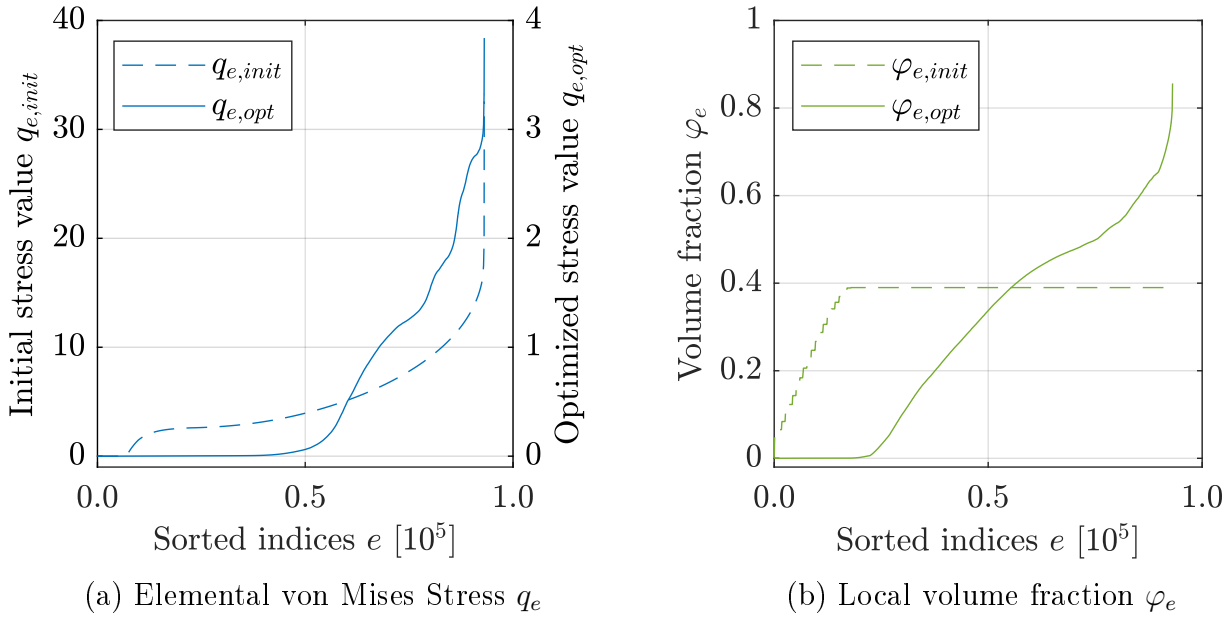 Initial stress value q_{e,init}
40
30
20
10
0
q_{e,init}
q_{e,opt}
4
3
2
1
0
Optimized stress value q_{e,opt}
0.0
0.5
1.0
Sorted indices e [10^5]
(a) Elemental von Mises Stress q_e
Volume fraction φ_e
1
0.8
0.6
0.4
0.2
0
φ_{e,init}
φ_{e,opt}
0.0
0.5
1.0
Sorted indices e [10^5]
(b) Local volume fraction φ_e